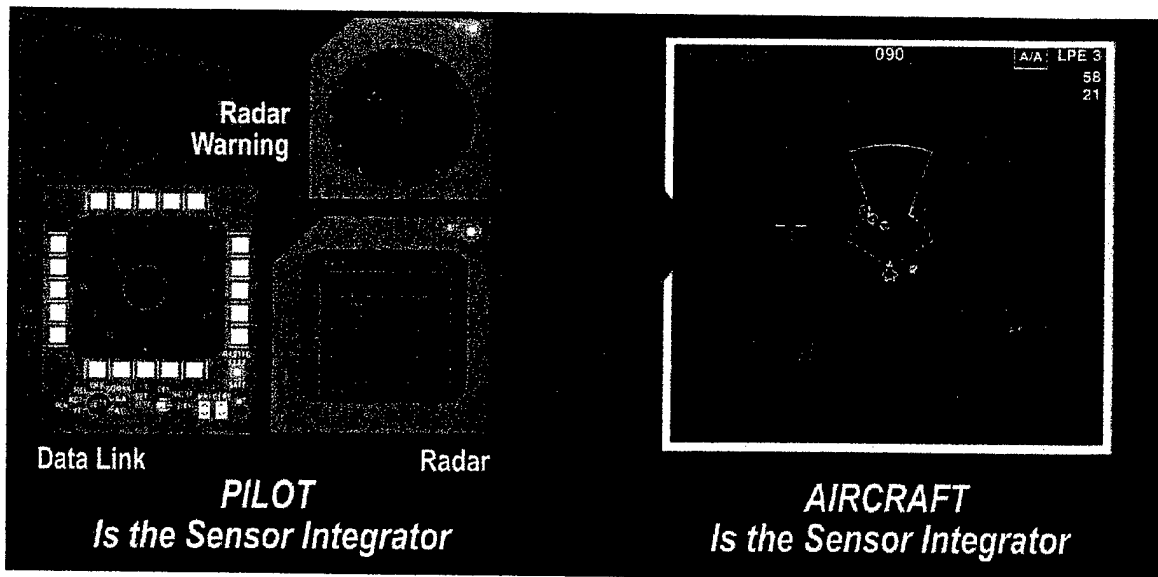 Radar
Warning
Data Link
Radar
PILOT
Is the Sensor Integrator
090
A/A LPE 3
58
21
AIRCRAFT
Is the Sensor Integrator